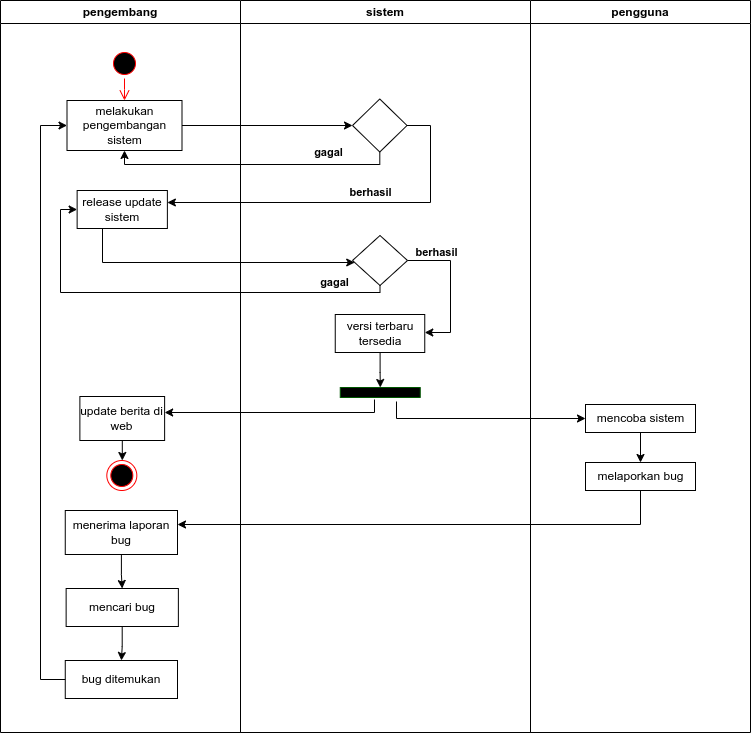 pengembang
sistem
pengguna
melakukan
pengembangan
sistem
gagal
berhasil
release update
sistem
berhasil
gagal
versi terbaru
tersedia
update berita di
web
mencoba sistem
melaporkan bug
menerima laporan
bug
mencari bug
bug ditemukan